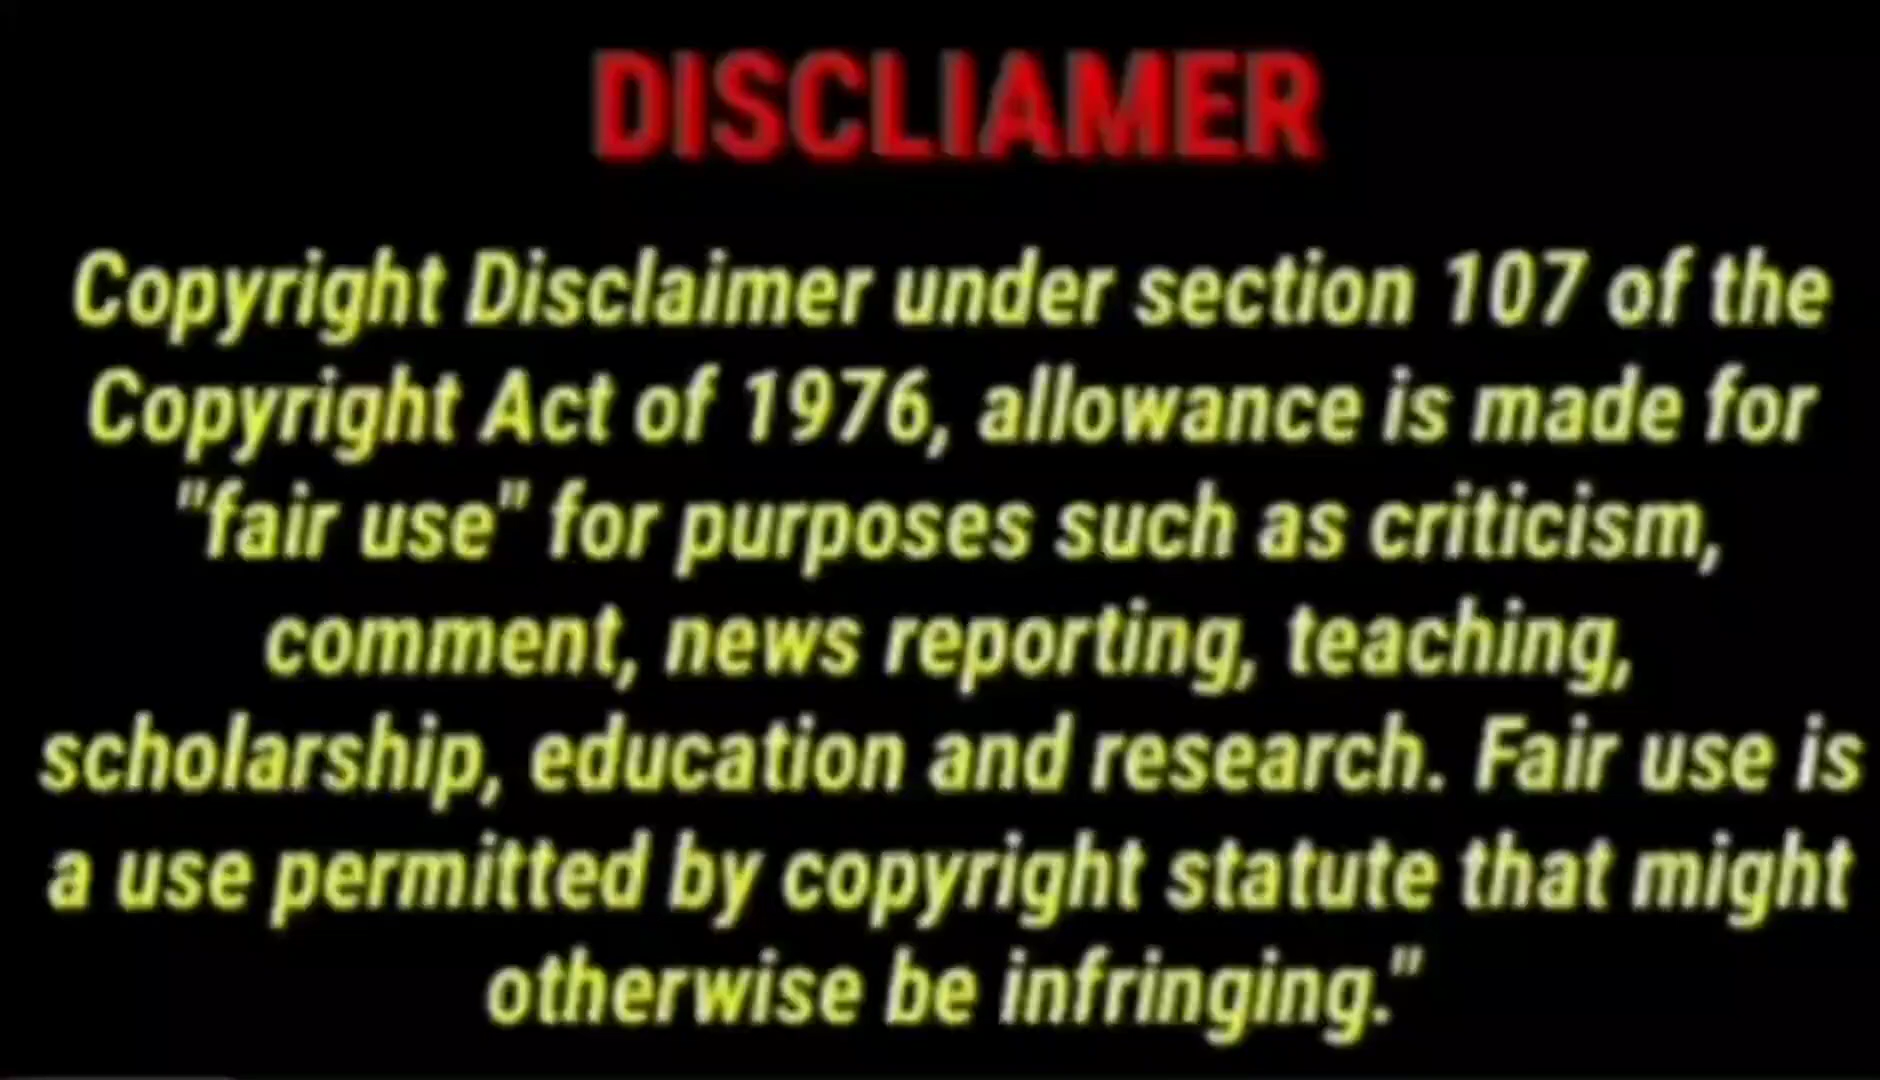 DISCLIAMER
Copyright Disclaimer under section 107 of the
Copyright Act of 1976, allowance is made for
"fair use" for purposes such as criticism,
comment, news reporting, teaching,
scholarship, education and research. Fair use is
a use permitted by copyright statute that might
otherwise be infringing."